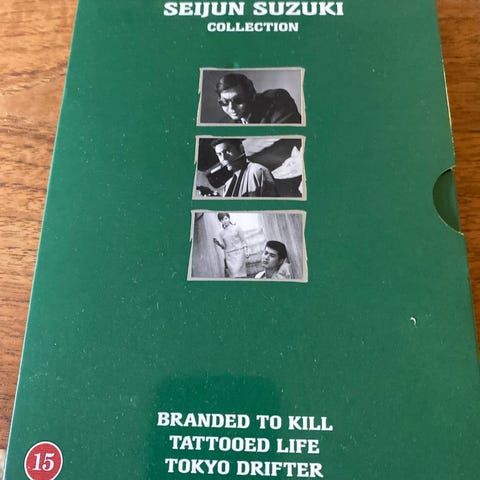 SEIJUN SUZUKI
COLLECTION
BRANDED TO KILL
TATTOOED LIFE
TOKYO DRIFTER
15